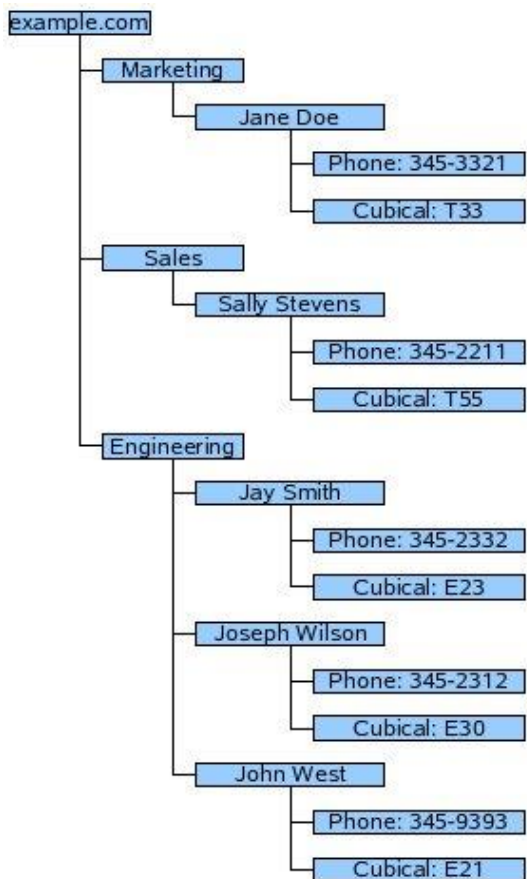 example.com
Marketing
Jane Doe
Phone: 345-3321
Cubical: T33
Sales
Sally Stevens
Phone: 345-2211
Cubical: T55
Engineering
Jay Smith
Phone: 345-2332
Cubical: E23
Joseph Wilson
Phone: 345-2312
Cubical: E30
John West
Phone: 345-9393
Cubical: E21